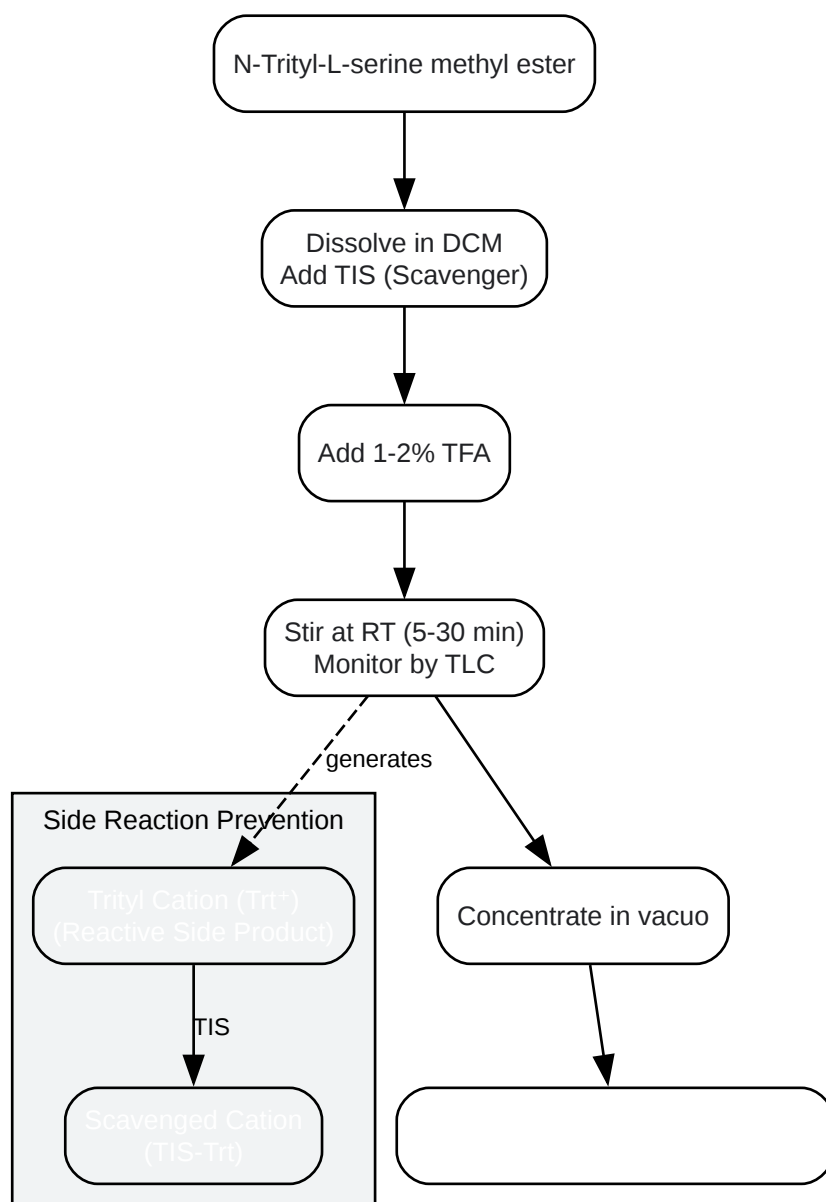 N-Trityl-L-serine methyl ester
Dissolve in DCM
Add TIS (Scavenger)
Add 1-2% TFA
Stir at RT (5-30 min)
Monitor by TLC
generates
Side Reaction Prevention
Trityl Cation (Trt⁺)
(Reactive Side Product)
Concentrate in vacuo
TIS
Scavenged Cation
(TIS-Trt)